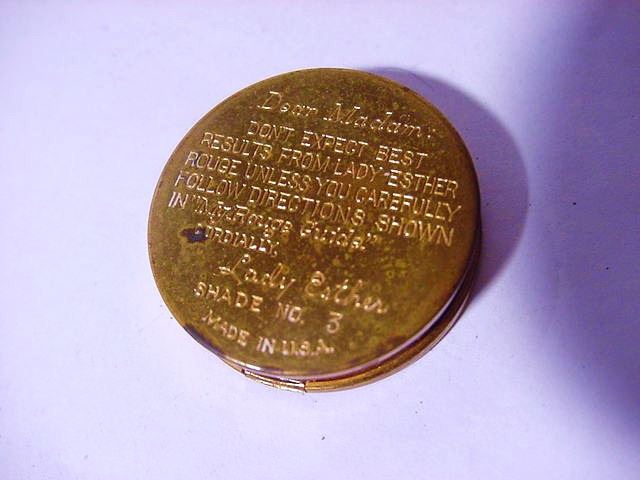 Dear Madam:
DON'T EXPECT BEST
RESULTS FROM LADY ESTHER
ROUGE UNLESS YOU CAREFULLY
FOLLOW DIRECTIONS SHOWN
IN "My Rouge Guide"
CORDIALLY,
Lady Esther
SHADE NO. 3
MADE IN U.S.A.